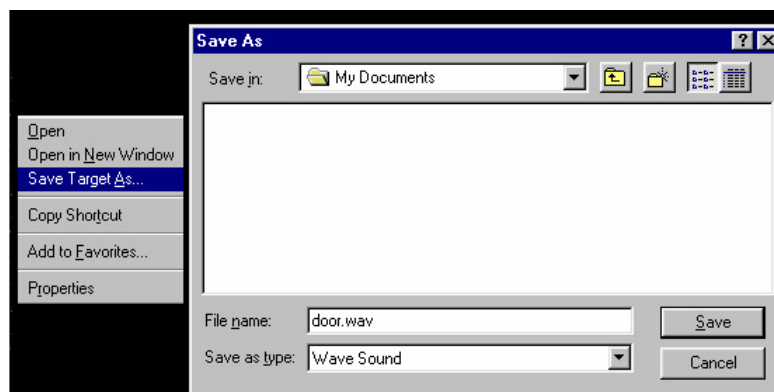 Open
Open in New Window
Save Target As...
Copy Shortcut
Add to Favorites...
Properties
Save As
Save in: My Documents
File name: door.wav Save
Save as type: Wave Sound Cancel